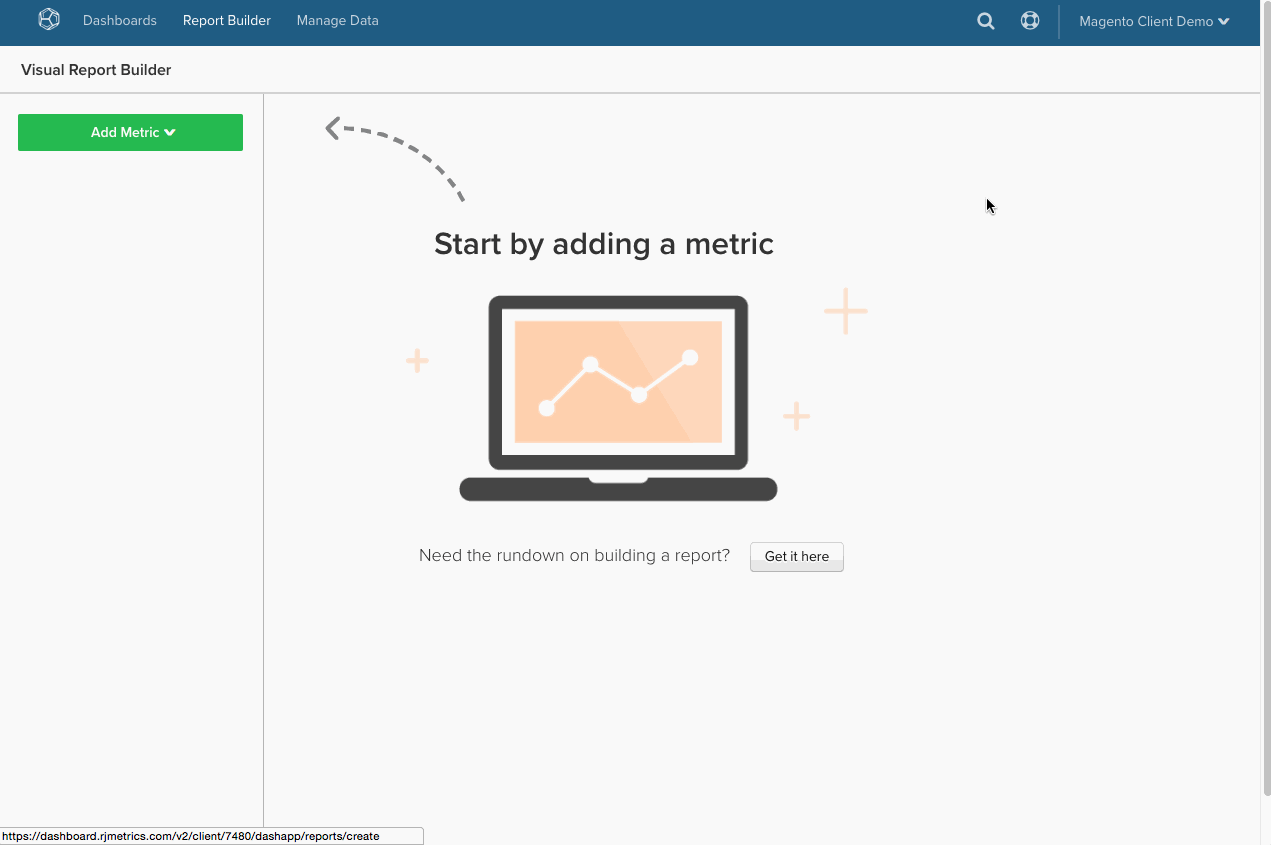 Dashboards Report Builder Manage Data Magento Client Demo
Visual Report Builder
Add Metric
Start by adding a metric
Need the rundown on building a report? Get it here
https://dashboard.rjmetrics.com/v2/client/7480/dashapp/reports/create